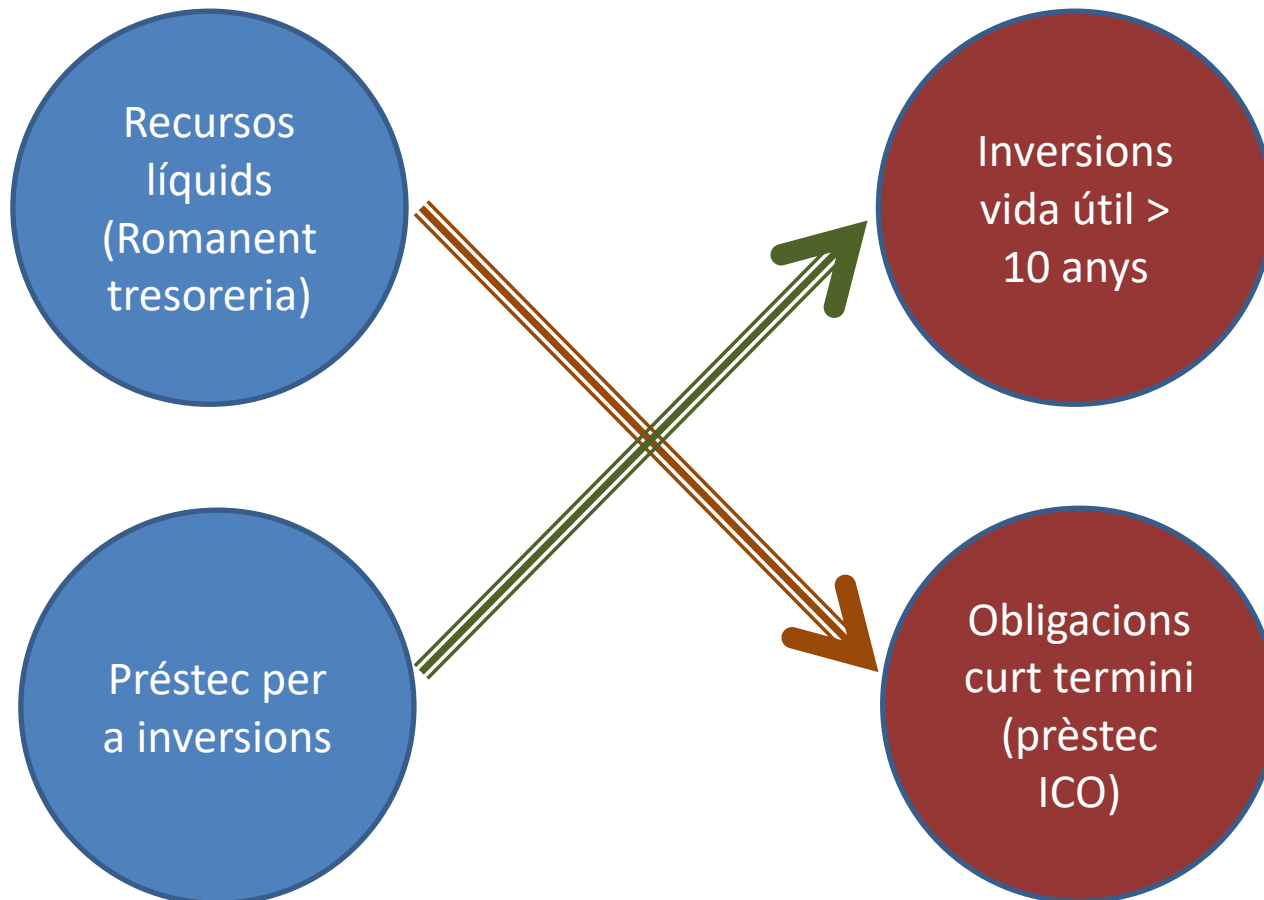 Recursos
líquids
(Romanent
tresoreria)
Inversions
vida útil >
10 anys
Préstec per
a inversions
Obligacions
curt termini
(prèstec
ICO)